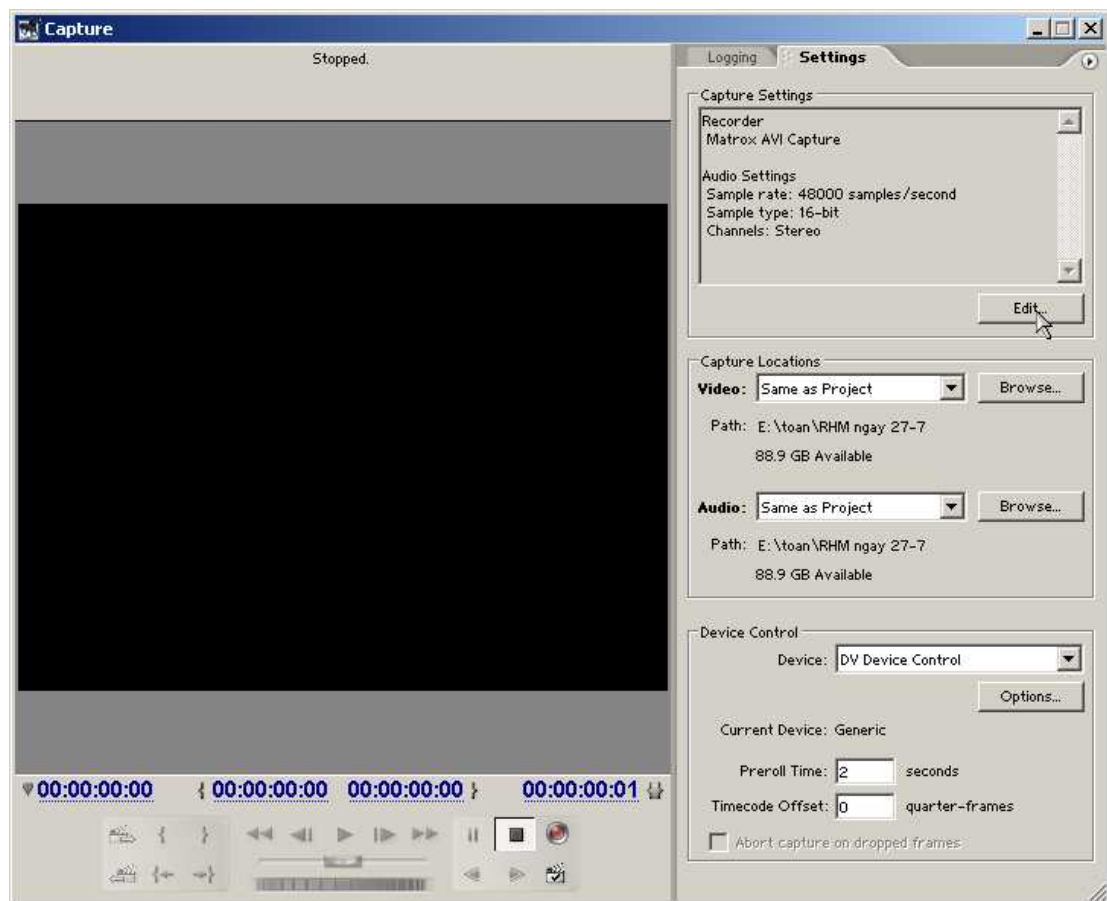 Capture
Stopped.
Logging
Settings
Capture Settings
Recorder
Matrox AVI Capture
Audio Settings
Sample rate: 48000 samples/second
Sample type: 16-bit
Channels: Stereo
Edit...
Capture Locations
Video: Same as Project Browse...
Path: E:\toan\RHM ngay 27-7
88.9 GB Available
Audio: Same as Project Browse...
Path: E:\toan\RHM ngay 27-7
88.9 GB Available
Device Control
Device: DV Device Control
Options...
Current Device: Generic
Preroll Time: 2 seconds
Timecode Offset: 0 quarter-frames
Abort capture on dropped frames
00:00:00:00 { 00:00:00:00 00:00:00:00 } 00:00:00:01